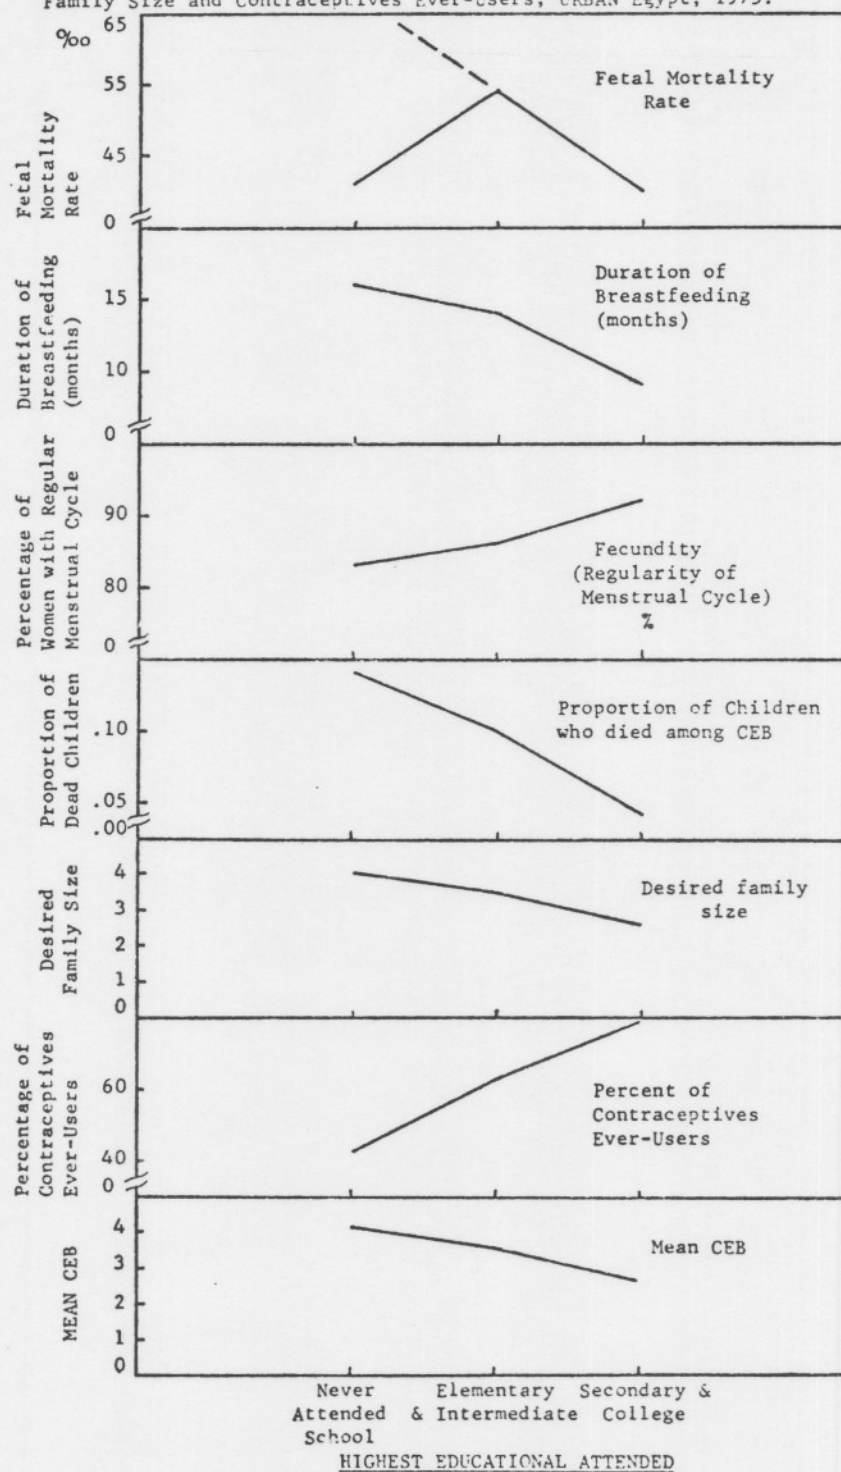 Family Size and Contraceptives Ever-Users, URBAN Egypt, 1975.
‰
65
55
45
0
Fetal
Mortality
Rate
Fetal Mortality
Rate
15
10
0
Duration of
Breastfeeding
(months)
Duration of
Breastfeeding
(months)
90
80
0
Percentage of
Women with Regular
Menstrual Cycle
Fecundity
(Regularity of
Menstrual Cycle)
%
.10
.05
.00
Proportion of
Dead Children
Proportion of Children
who died among CEB
4
3
2
1
0
Desired
Family Size
Desired family
size
60
40
0
Percentage of
Contraceptives
Ever-Users
Percent of
Contraceptives
Ever-Users
4
3
2
1
0
MEAN CEB
Mean CEB
Never Elementary Secondary &
Attended & Intermediate College
School
HIGHEST EDUCATIONAL ATTENDED